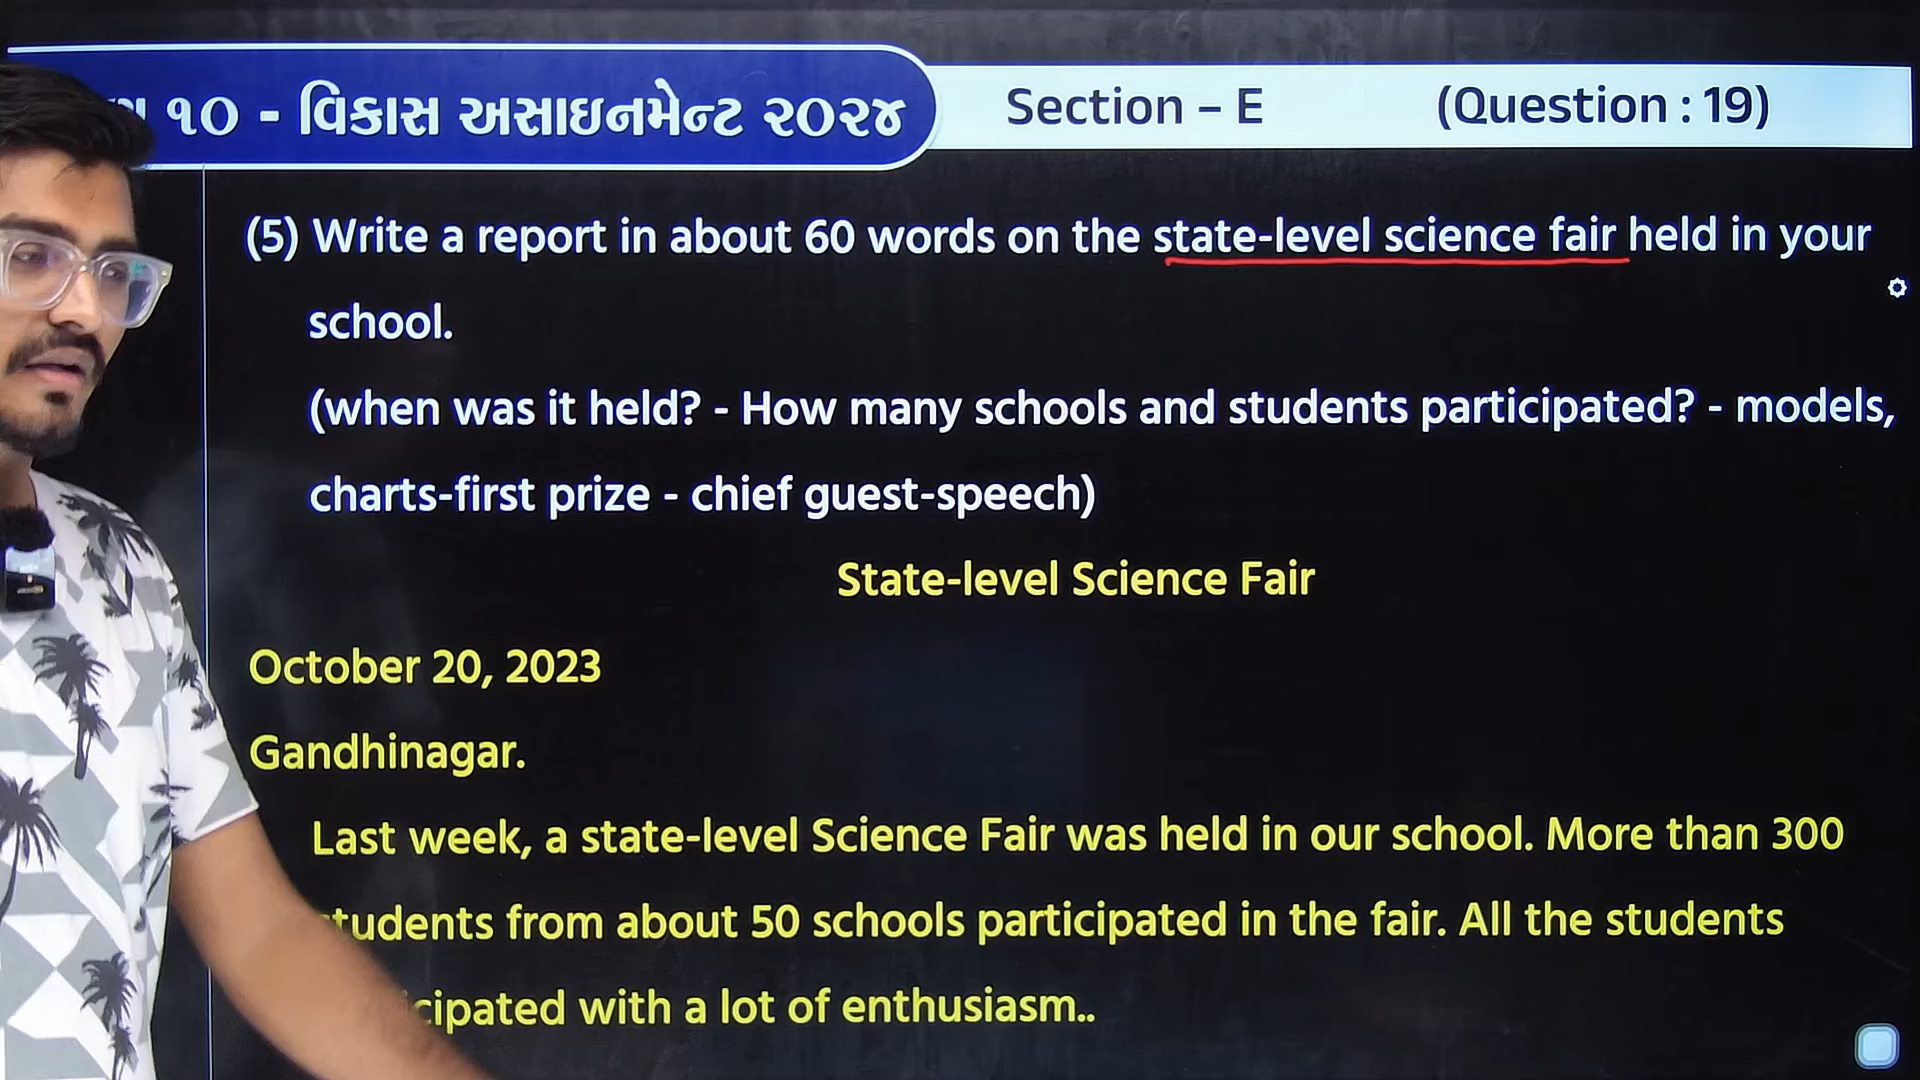 ૧૦ - વિકાસ અસાઇનમેન્ટ ૨૦૨૪
Section – E
(Question : 19)
(5) Write a report in about 60 words on the state-level science fair held in your
school.
(when was it held? - How many schools and students participated? - models,
charts-first prize - chief guest-speech)
State-level Science Fair
October 20, 2023
Gandhinagar.
Last week, a state-level Science Fair was held in our school. More than 300
students from about 50 schools participated in the fair. All the students
with a lot of enthusiasm..